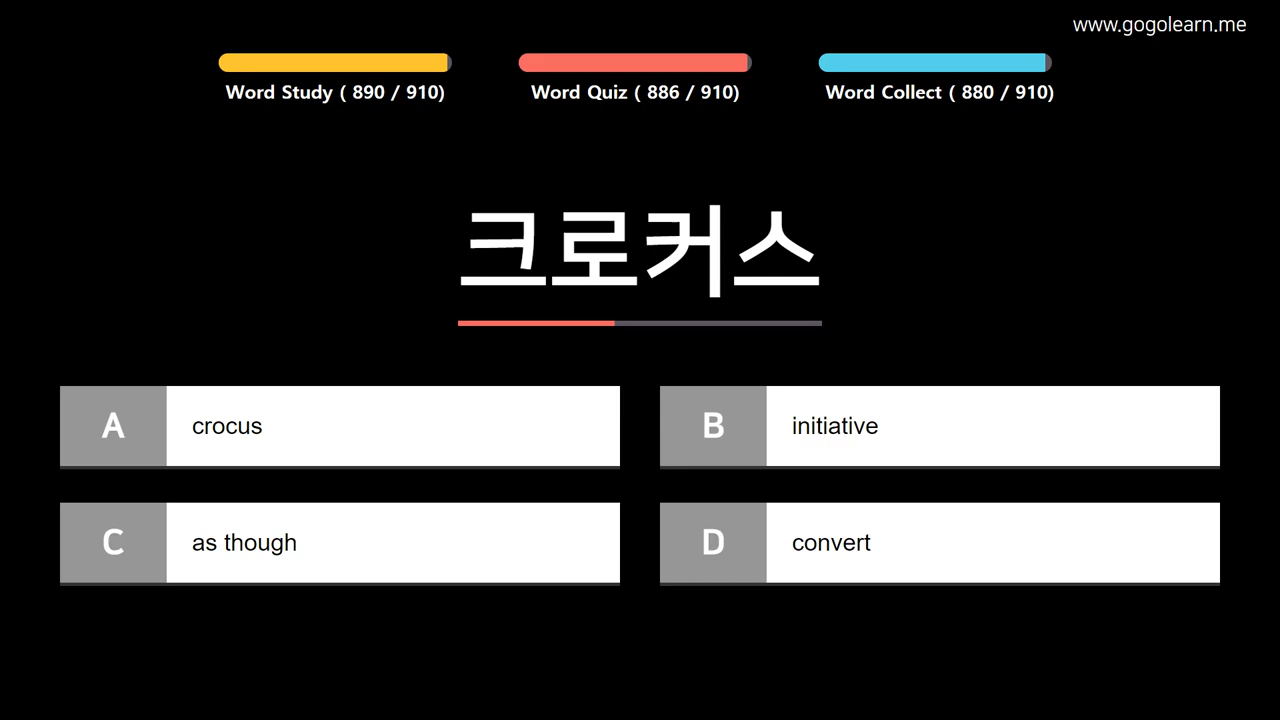 www.gogolearn.me
Word Study ( 890 / 910)
Word Quiz ( 886 / 910)
Word Collect ( 880 / 910)
크로커스
A crocus
B initiative
C as though
D convert